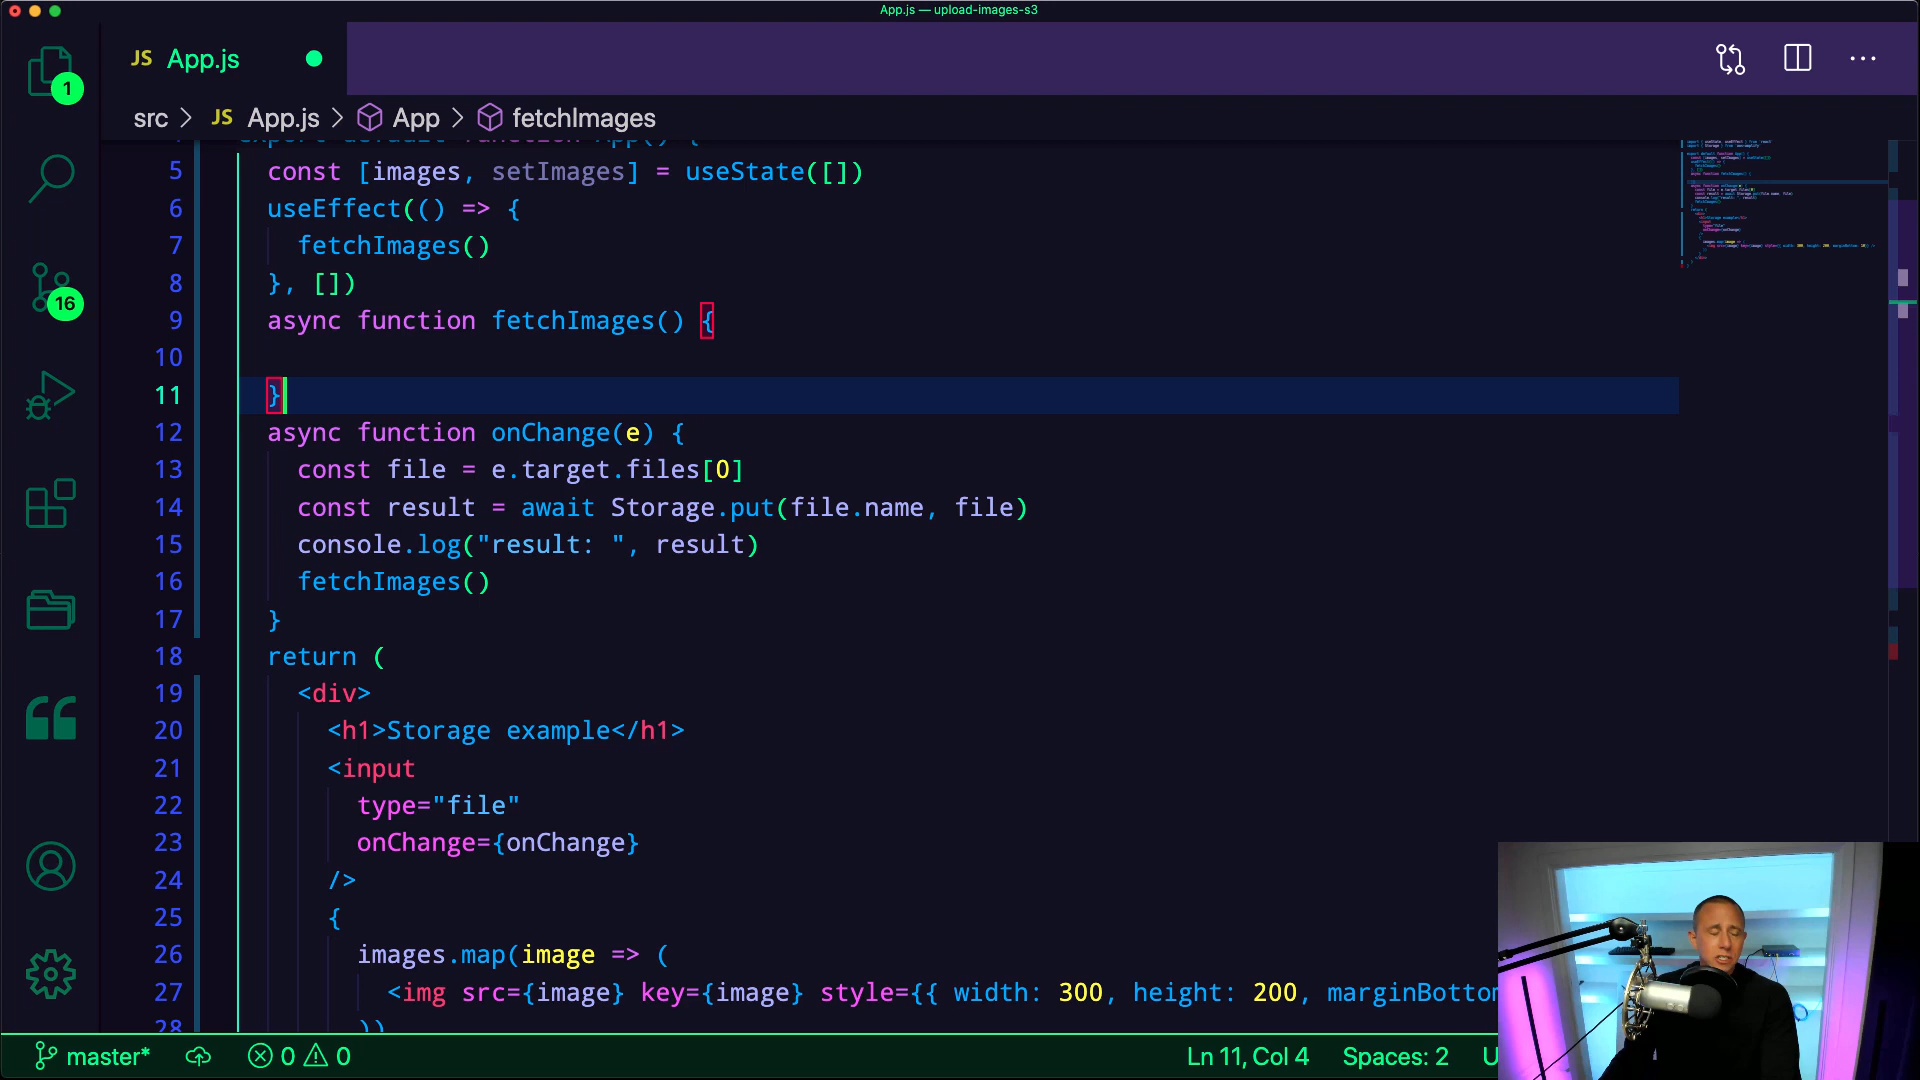 App.js — upload-images-s3
JS App.js
1
src > JS App.js > App > fetchImages
5 const [images, setImages] = useState([])
6 useEffect(() => {
7 fetchImages()
8 }, [])
9 async function fetchImages() {
10
11 }
12 async function onChange(e) {
13 const file = e.target.files[0]
14 const result = await Storage.put(file.name, file)
15 console.log("result: ", result)
16 fetchImages()
17 }
18 return (
19 <div>
20 <h1>Storage example</h1>
21 <input
22 type="file"
23 onChange={onChange}
24 />
25 {
26 images.map(image => (
27 <img src={image} key={image} style={{ width: 300, height: 200, marginBottom
28 ))
16
master* 0 0 Ln 11, Col 4 Spaces: 2 U